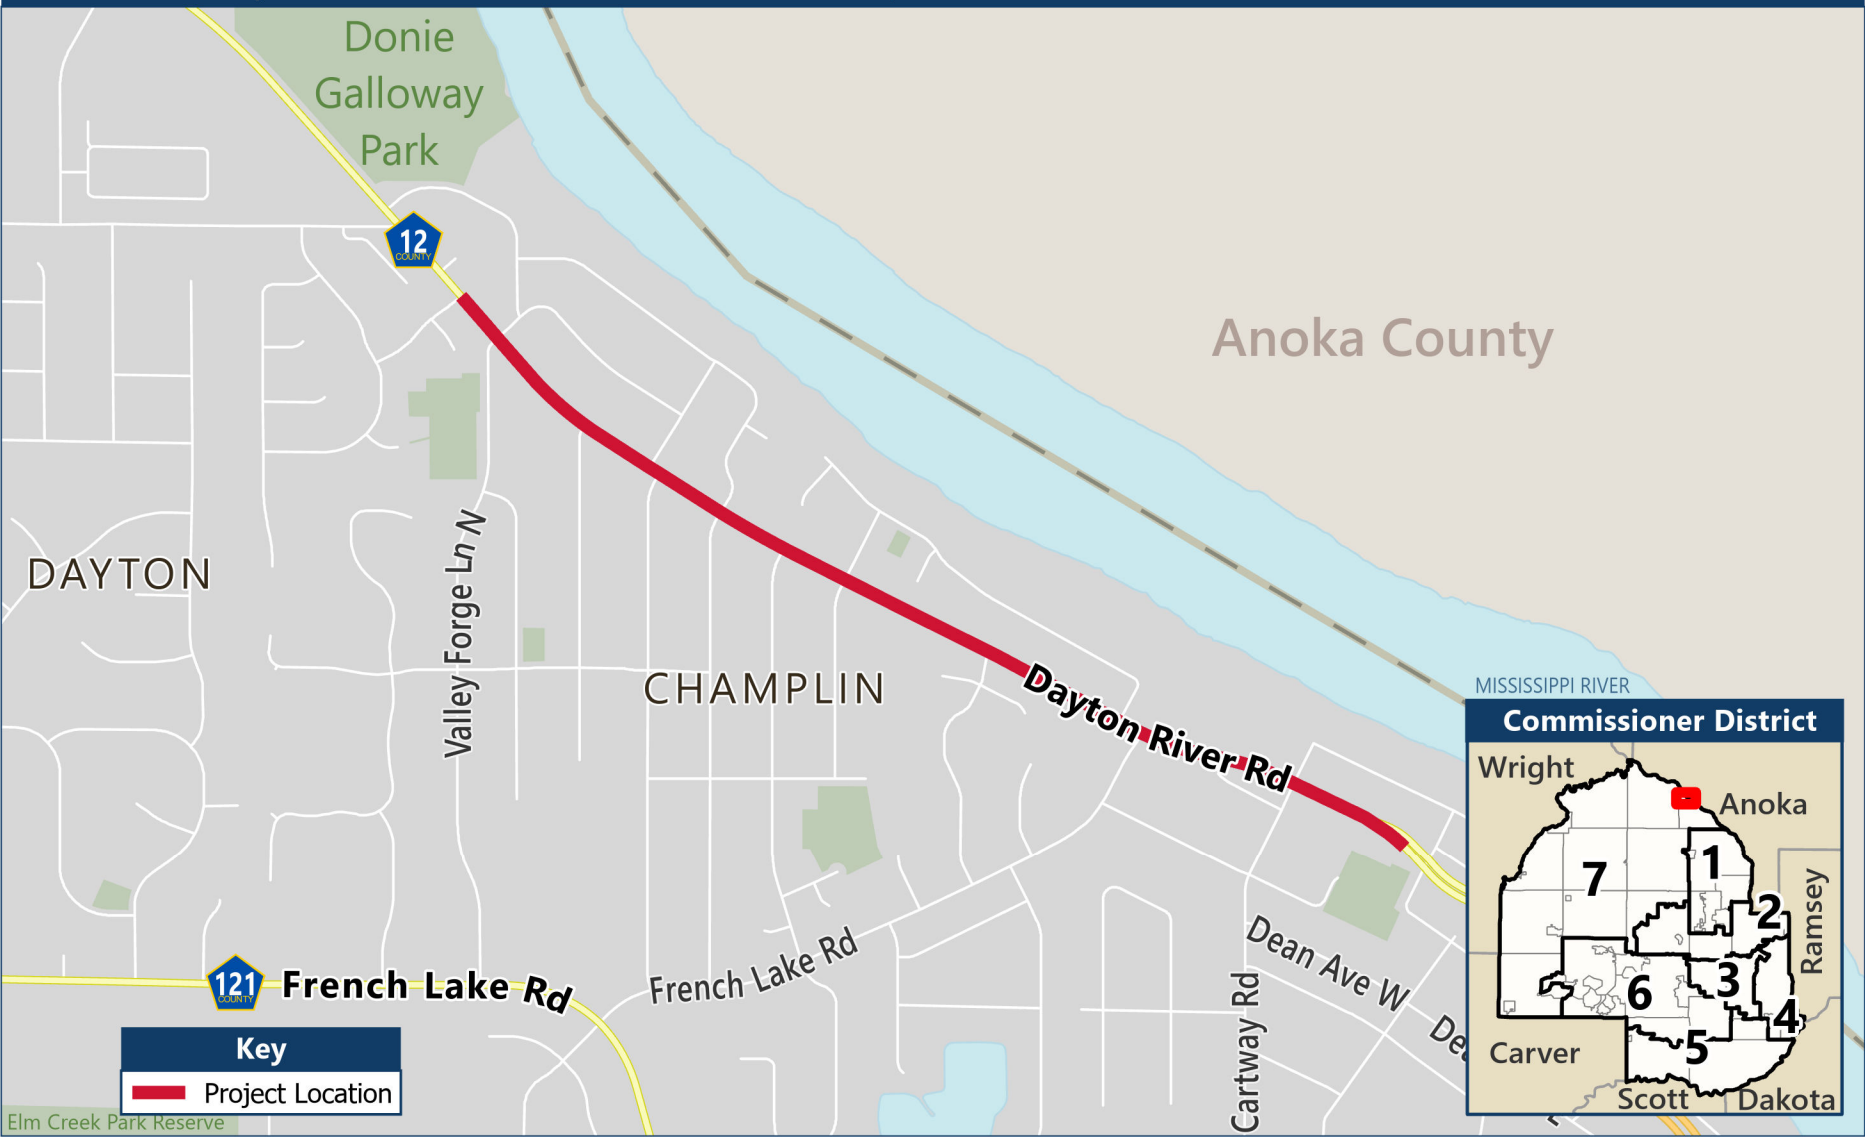 Donie
Galloway
Park
12
COUNTY
Anoka County
DAYTON
Valley Forge Ln N
CHAMPLIN
Dayton River Rd
MISSISSIPPI RIVER
Commissioner District
Wright
Anoka
1
7
2
Ramsey
3
6
4
5
Carver
Scott
Dakota
Dean Ave W
French Lake Rd
Cartway Rd
121
COUNTY
French Lake Rd
Key
Project Location
Elm Creek Park Reserve